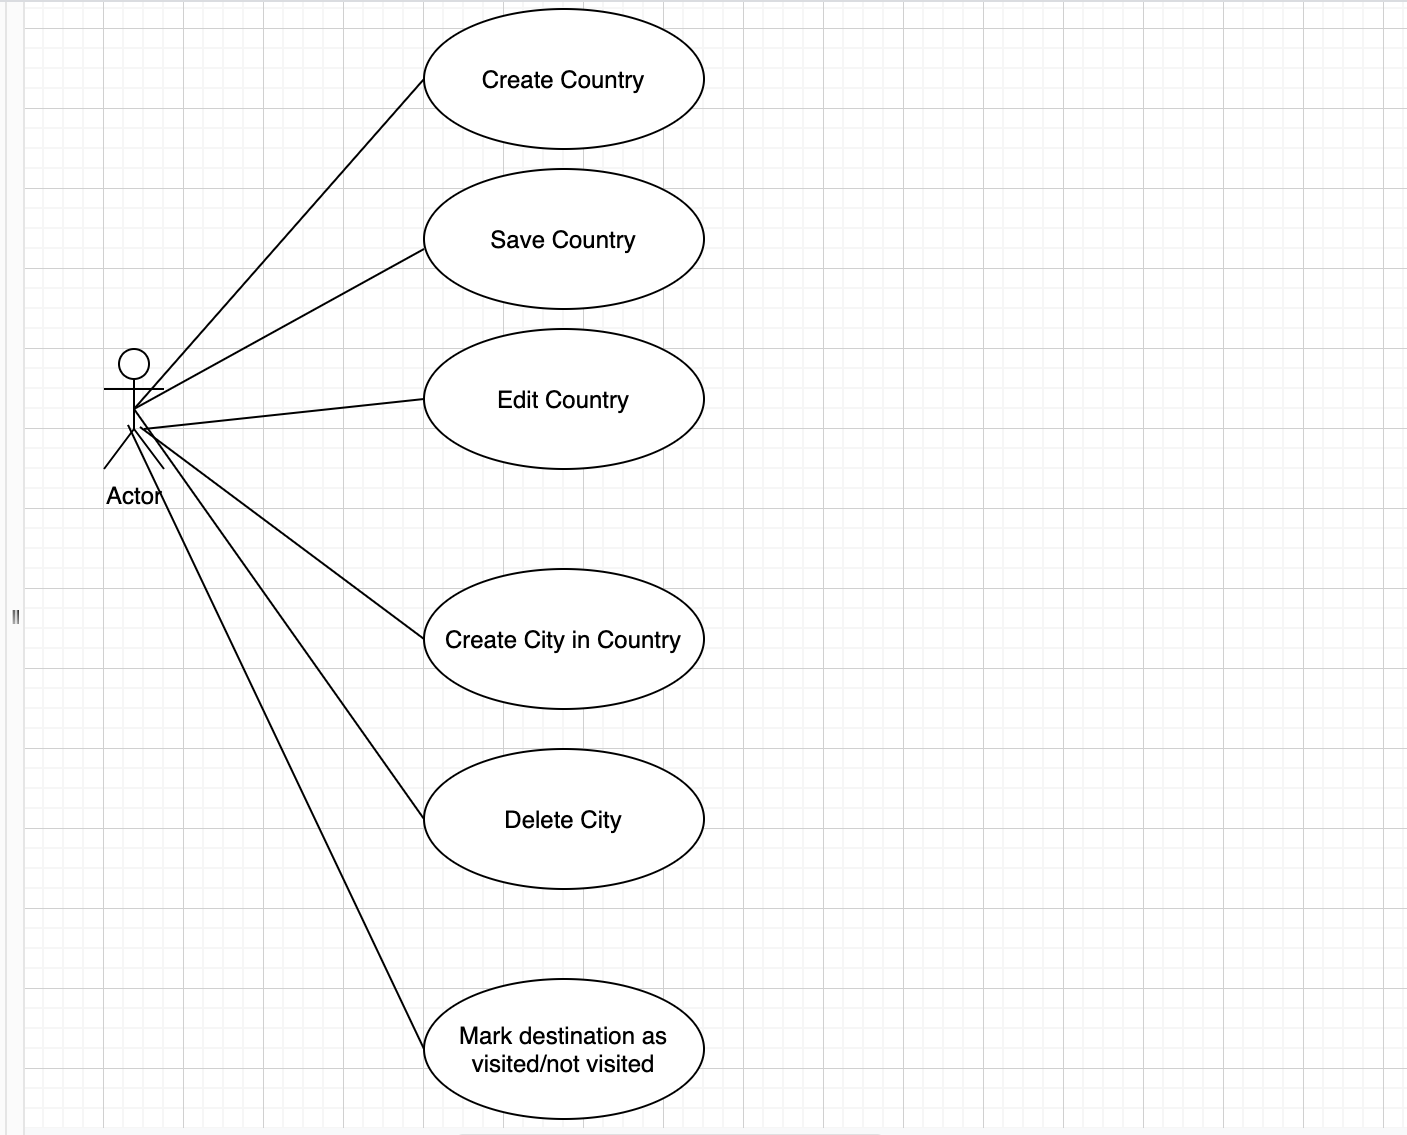 Create Country
Save Country
Edit Country
Actor
Create City in Country
Delete City
Mark destination as
visited/not visited